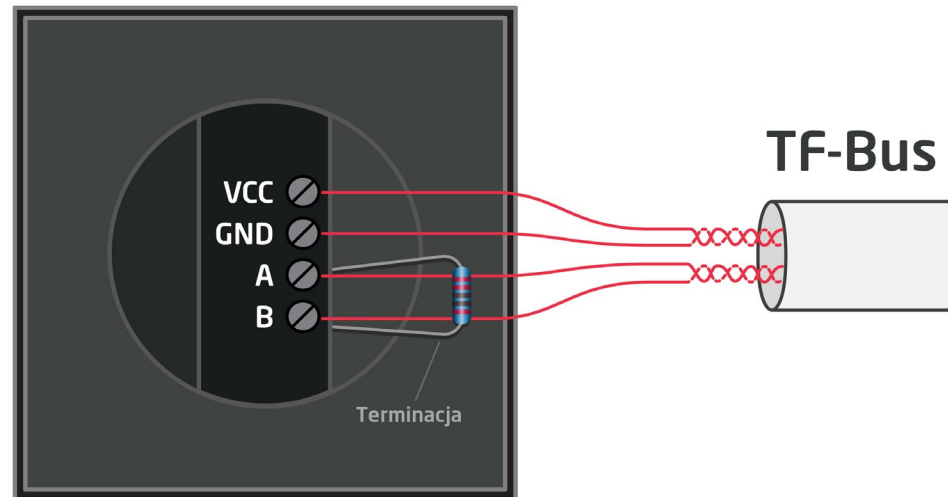 TF-Bus
VCC
GND
A
B
Terminacja